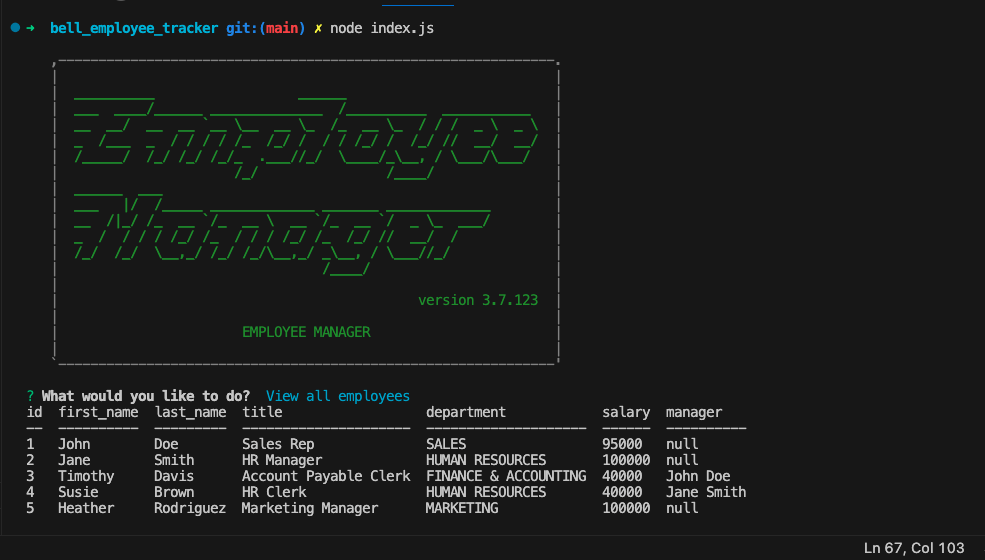 ➜ bell_employee_tracker git:(main) ✗ node index.js
Employee
Manager
version 3.7.123
EMPLOYEE MANAGER
? What would you like to do? View all employees
id first_name last_name title department salary manager
-- ---------- --------- --------------------- -------------------- ------ ----------
1 John Doe Sales Rep SALES 95000 null
2 Jane Smith HR Manager HUMAN RESOURCES 100000 null
3 Timothy Davis Account Payable Clerk FINANCE & ACCOUNTING 40000 John Doe
4 Susie Brown HR Clerk HUMAN RESOURCES 40000 Jane Smith
5 Heather Rodriguez Marketing Manager MARKETING 100000 null
Ln 67, Col 103